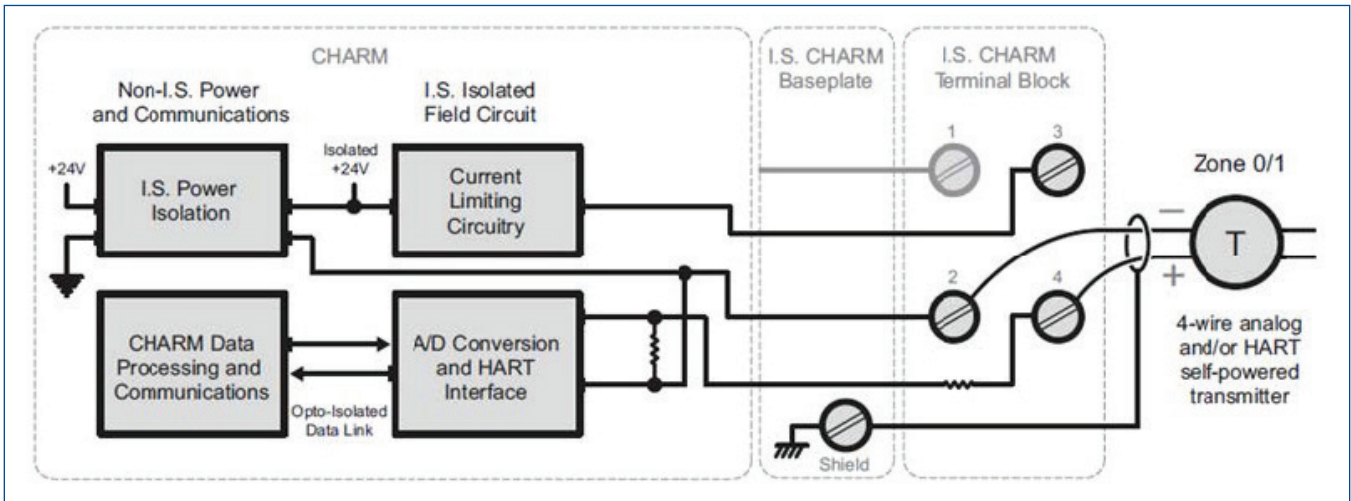 CHARM
I.S. CHARM
Baseplate
I.S. CHARM
Terminal Block
Non-I.S. Power
and Communications
I.S. Isolated
Field Circuit
+24V
I.S. Power
Isolation
Isolated
+24V
Current
Limiting
Circuitry
1
3
Zone 0/1
−
T
+
2
4
CHARM Data
Processing and
Communications
Opto-Isolated
Data Link
A/D Conversion
and HART
Interface
4-wire analog
and/or HART
self-powered
transmitter
Shield